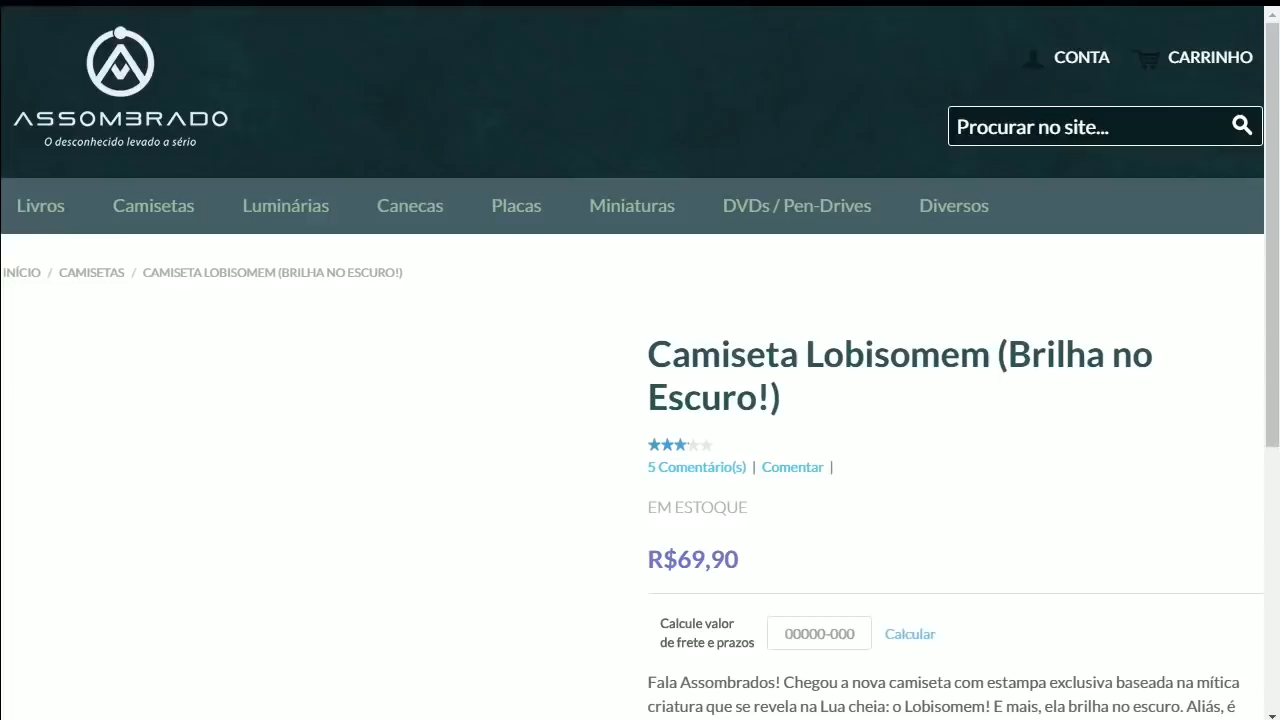 CONTA
CARRINHO
ASSOMBRADO
O desconhecido levado a sério
Procurar no site...
Livros
Camisetas
Luminárias
Canecas
Placas
Miniaturas
DVDs / Pen-Drives
Diversos
INÍCIO / CAMISETAS / CAMISETA LOBISOMEM (BRILHA NO ESCURO!)
Camiseta Lobisomem (Brilha no
Escuro!)
5 Comentário(s) | Comentar |
EM ESTOQUE
R$69,90
Calcule valor
de frete e prazos
00000-000
Calcular
Fala Assombrados! Chegou a nova camiseta com estampa exclusiva baseada na mítica
criatura que se revela na Lua cheia: o Lobisomem! E mais, ela brilha no escuro. Aliás, é